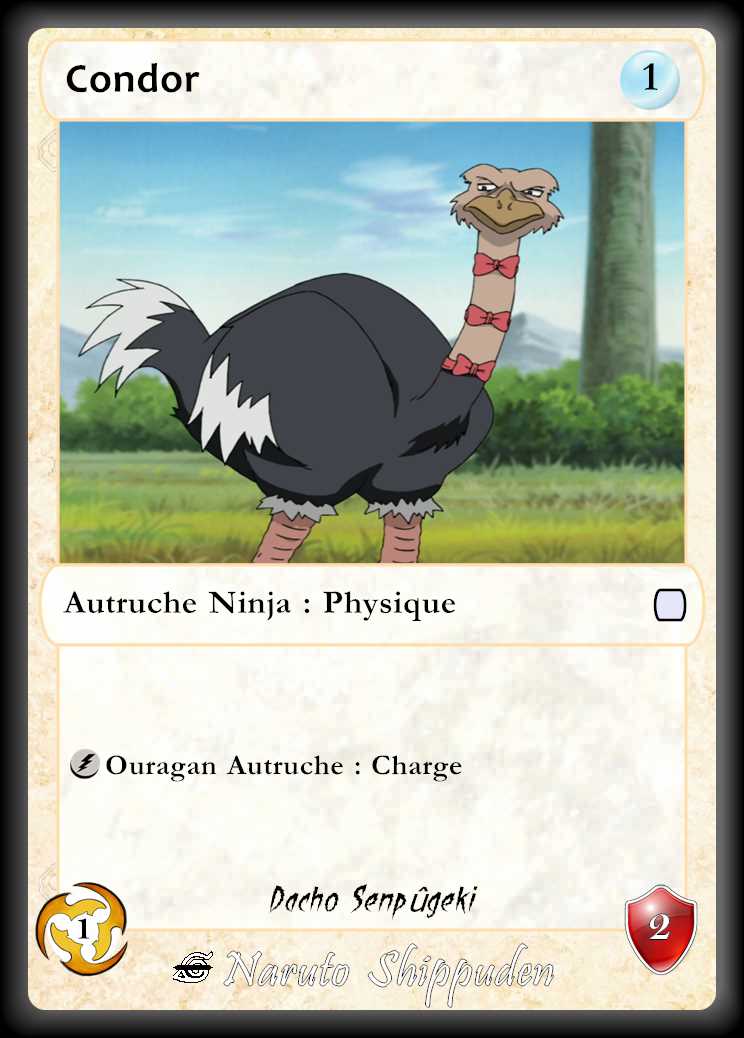 Condor
1
Autruche Ninja : Physique
Ouragan Autruche : Charge
Dacho Senpûgeki
1
2
Naruto Shippuden